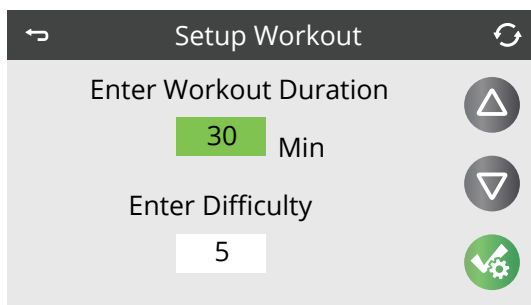 Setup Workout
Enter Workout Duration
30 Min
Enter Difficulty
5